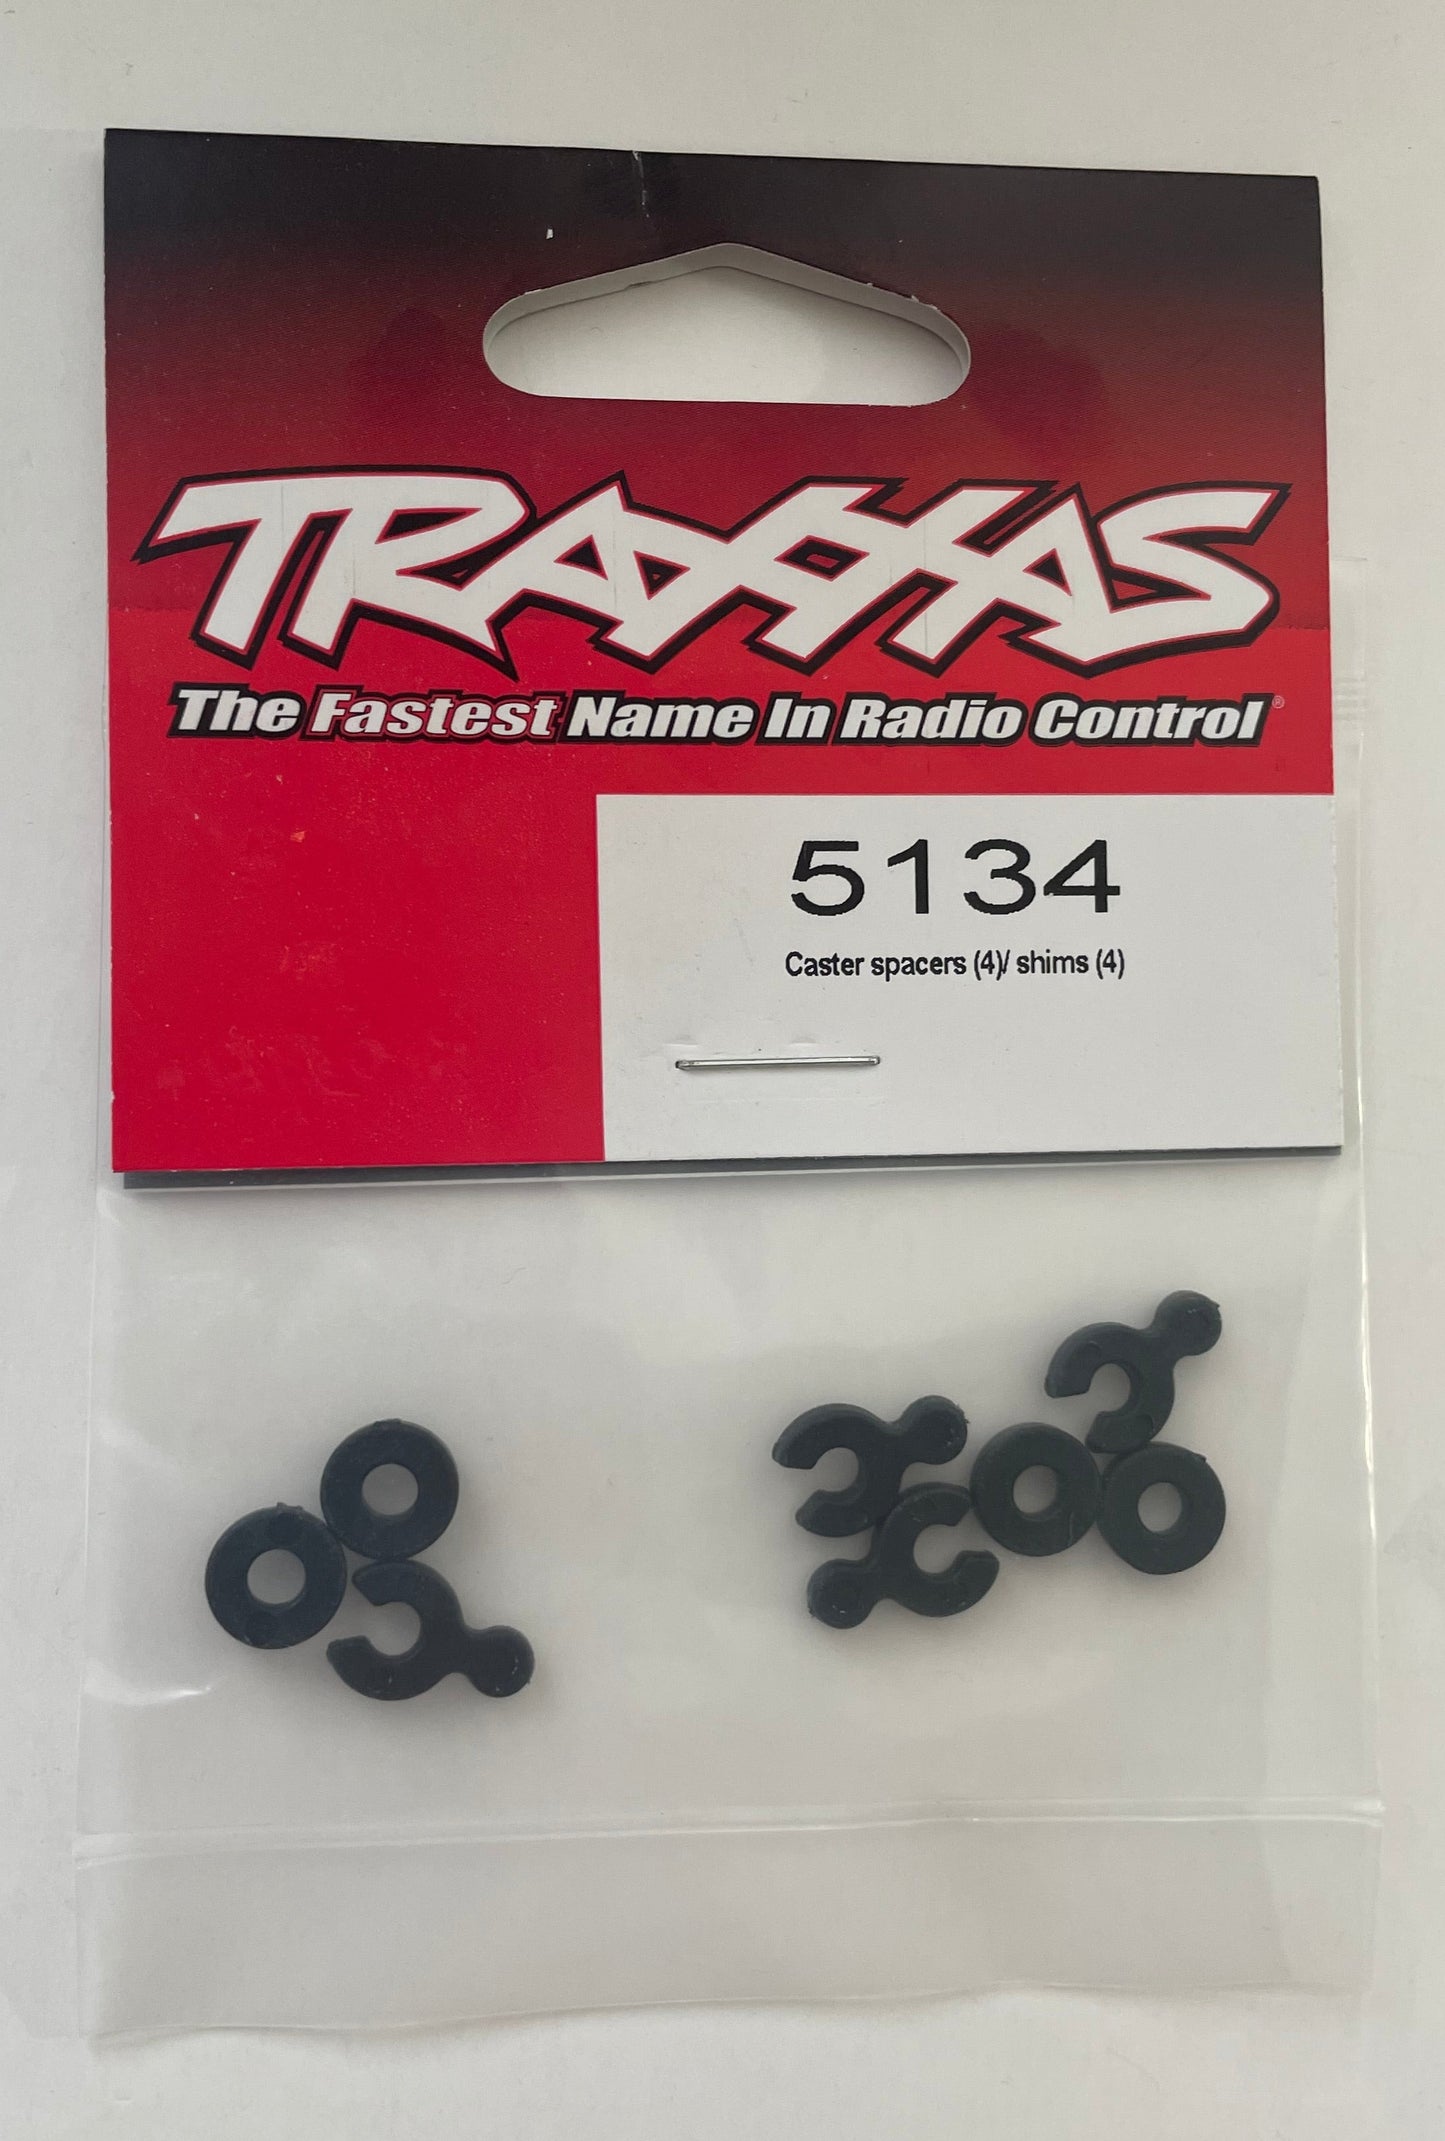 TRAXXAS
The Fastest Name In Radio Control®
5134
Caster spacers (4)/ shims (4)